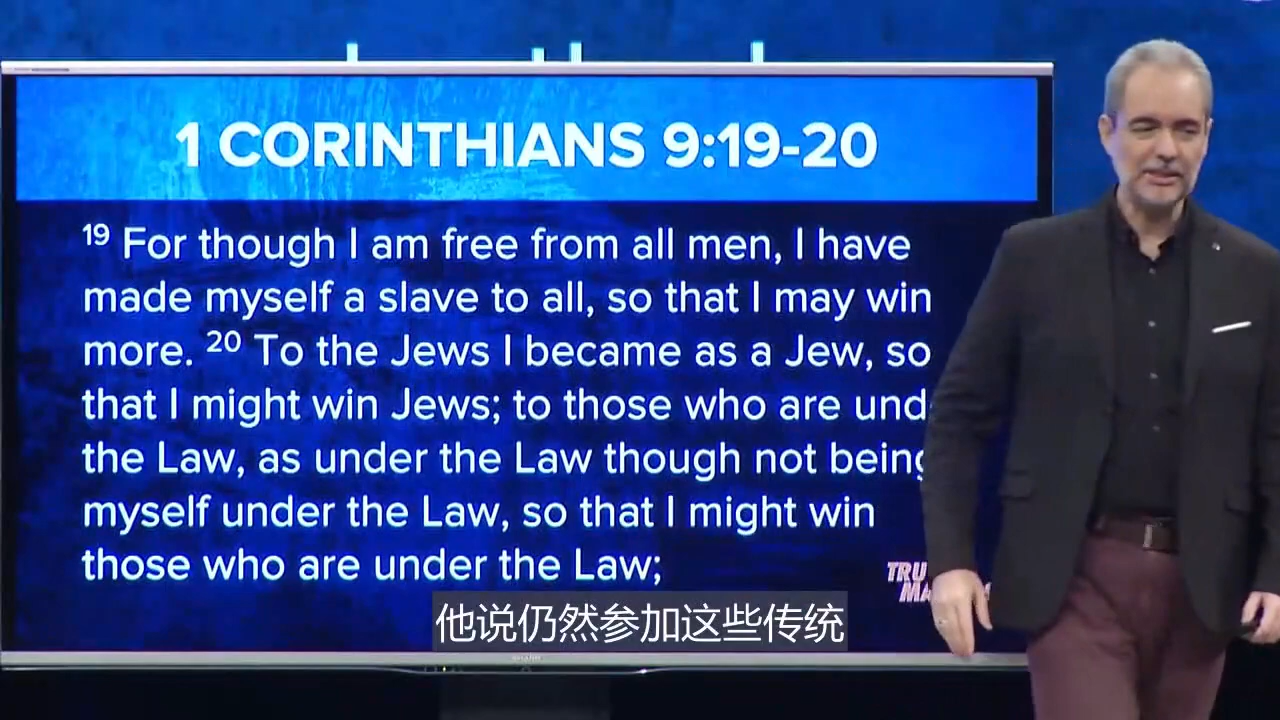 1 CORINTHIANS 9:19-20
19 For though I am free from all men, I have
made myself a slave to all, so that I may win
more. 20 To the Jews I became as a Jew, so
that I might win Jews; to those who are
the Law, as under the Law though not being
myself under the Law, so that I might win
those who are under the Law;
他说仍然参加这些传统